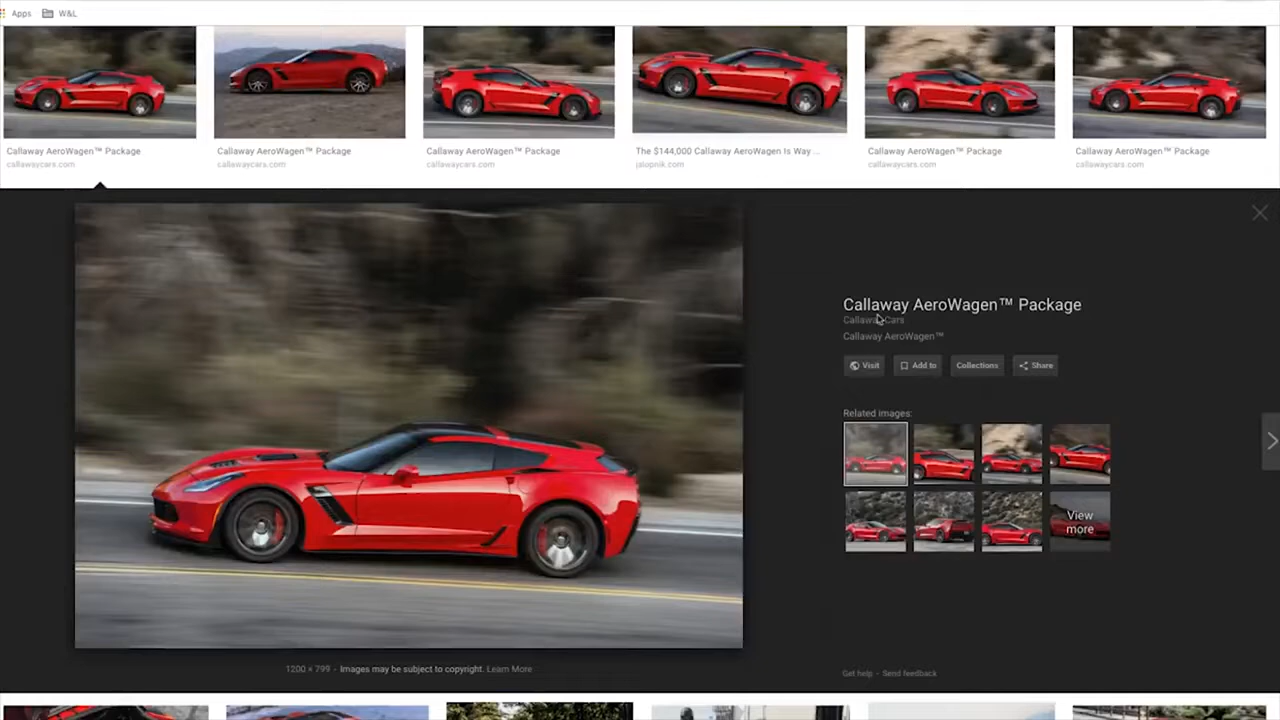 Apps W&L
Callaway AeroWagen™ Package
callawaycars.com
Callaway AeroWagen™ Package
callawaycars.com
Callaway AeroWagen™ Package
callawaycars.com
The $144,000 Callaway AeroWagen Is Way ...
jalopnik.com
Callaway AeroWagen™ Package
callawaycars.com
Callaway AeroWagen™ Package
callawaycars.com
Callaway AeroWagen™ Package
Callaway Cars
Callaway AeroWagen™
Visit Add to Collections Share
Related images:
View
more
1200 × 799 - Images may be subject to copyright. Learn More
Get help - Send feedback